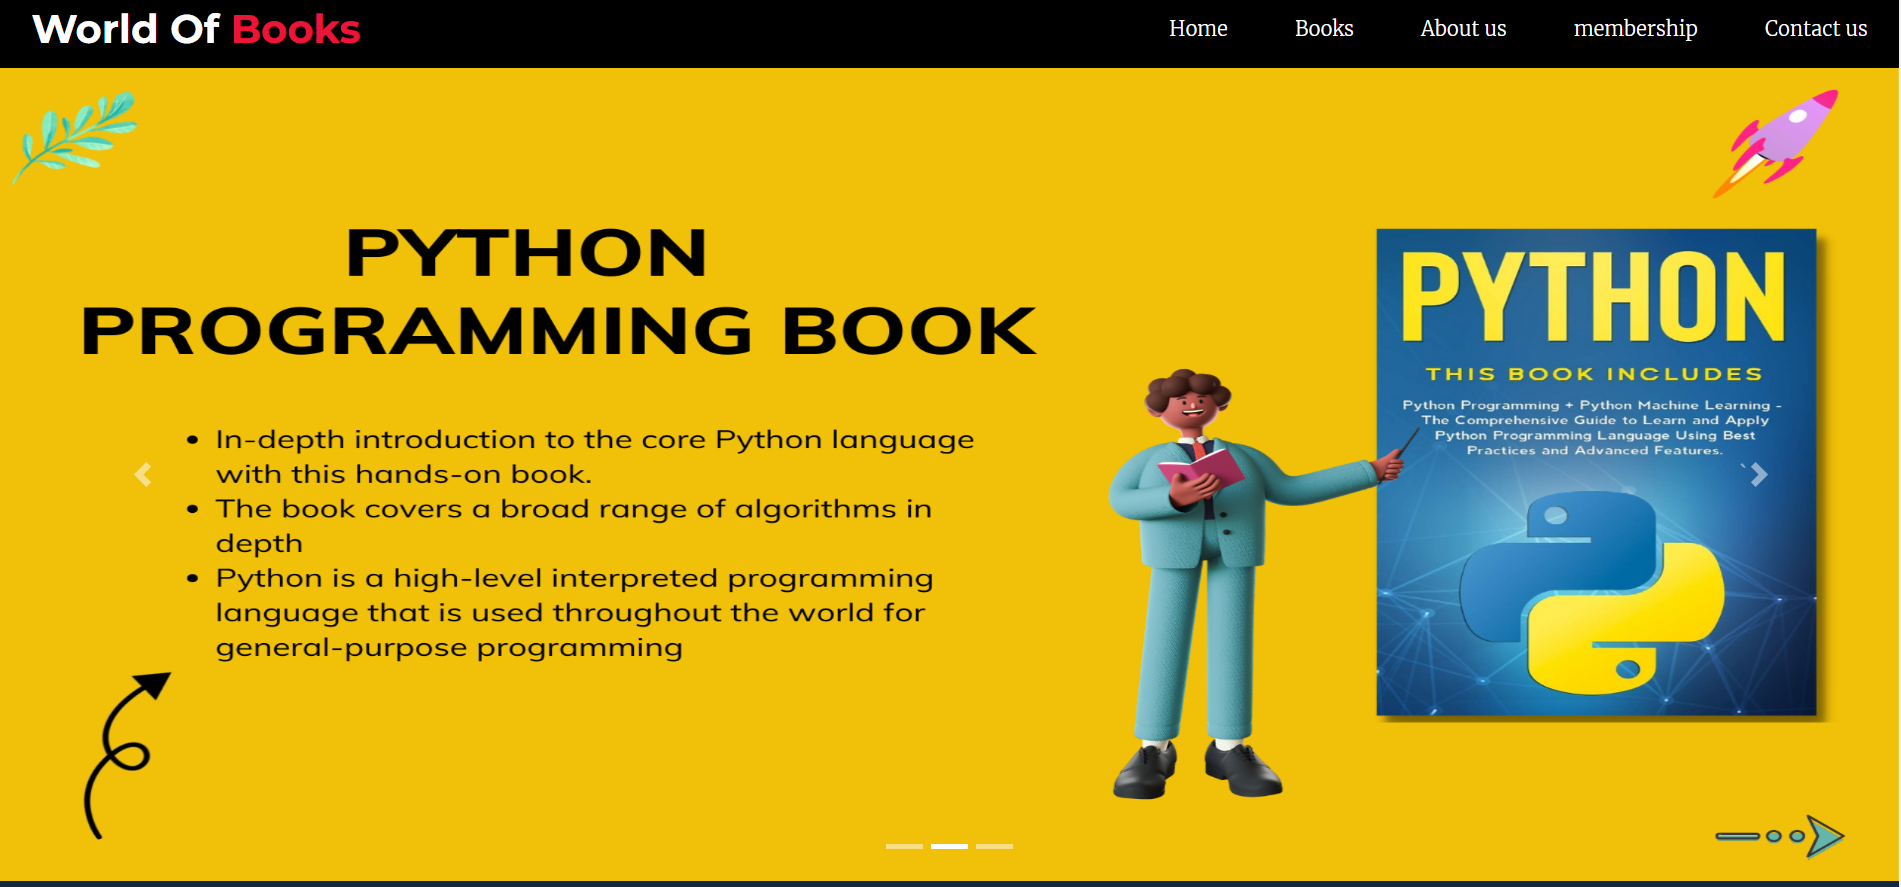 World Of Books
Home Books About us membership Contact us
PYTHON
PROGRAMMING BOOK
• In-depth introduction to the core Python language
with this hands-on book.
• The book covers a broad range of algorithms in
depth
• Python is a high-level interpreted programming
language that is used throughout the world for
general-purpose programming
PYTHON
THIS BOOK INCLUDES
Python Programming + Python Machine Learning -
The Comprehensive Guide to Learn and Apply
Python Programming Language Using Best
Practices and Advanced Features.